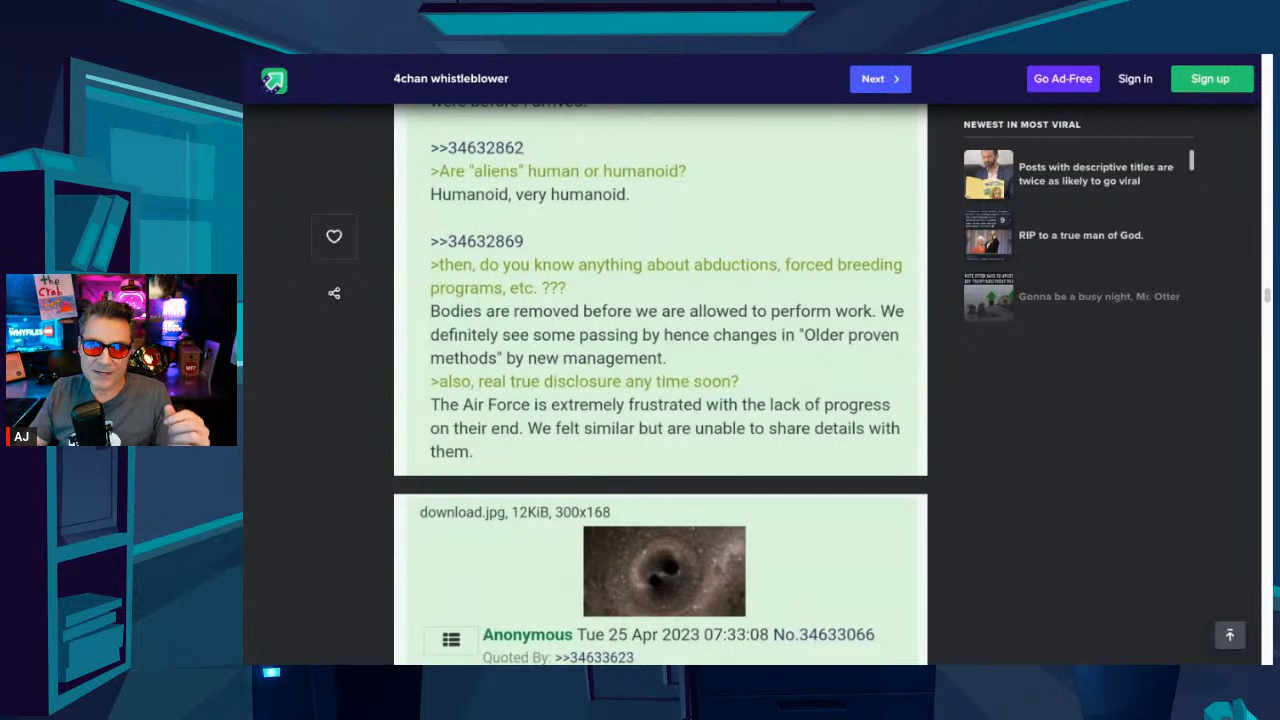 4chan whistleblower
Next
Go Ad-Free
Sign in
Sign up
were before I arrived.
>>34632862
>Are "aliens" human or humanoid?
Humanoid, very humanoid.
>>34632869
>then, do you know anything about abductions, forced breeding
programs, etc. ???
Bodies are removed before we are allowed to perform work. We
definitely see some passing by hence changes in "Older proven
methods" by new management.
>also, real true disclosure any time soon?
The Air Force is extremely frustrated with the lack of progress
on their end. We felt similar but are unable to share details with
them.
download.jpg, 12KiB, 300x168
Anonymous Tue 25 Apr 2023 07:33:08 No.34633066
Quoted By: >>34633623
NEWEST IN MOST VIRAL
Posts with descriptive titles are
twice as likely to go viral
RIP to a true man of God.
Gonna be a busy night, Mr. Otter
the
Crab
WHYFILES
AJ